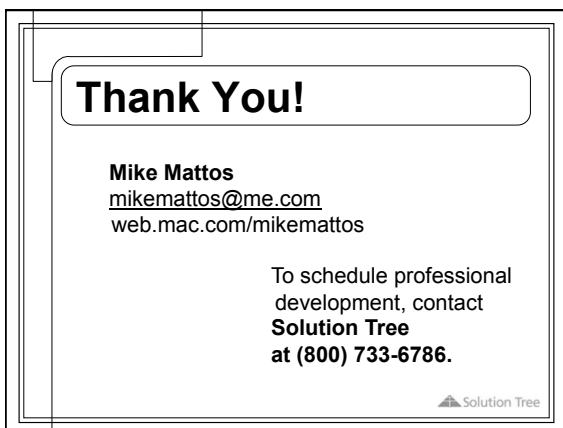 Thank You!
Mike Mattos
mikemattos@me.com
web.mac.com/mikemattos
To schedule professional
development, contact
Solution Tree
at (800) 733-6786.
Solution Tree